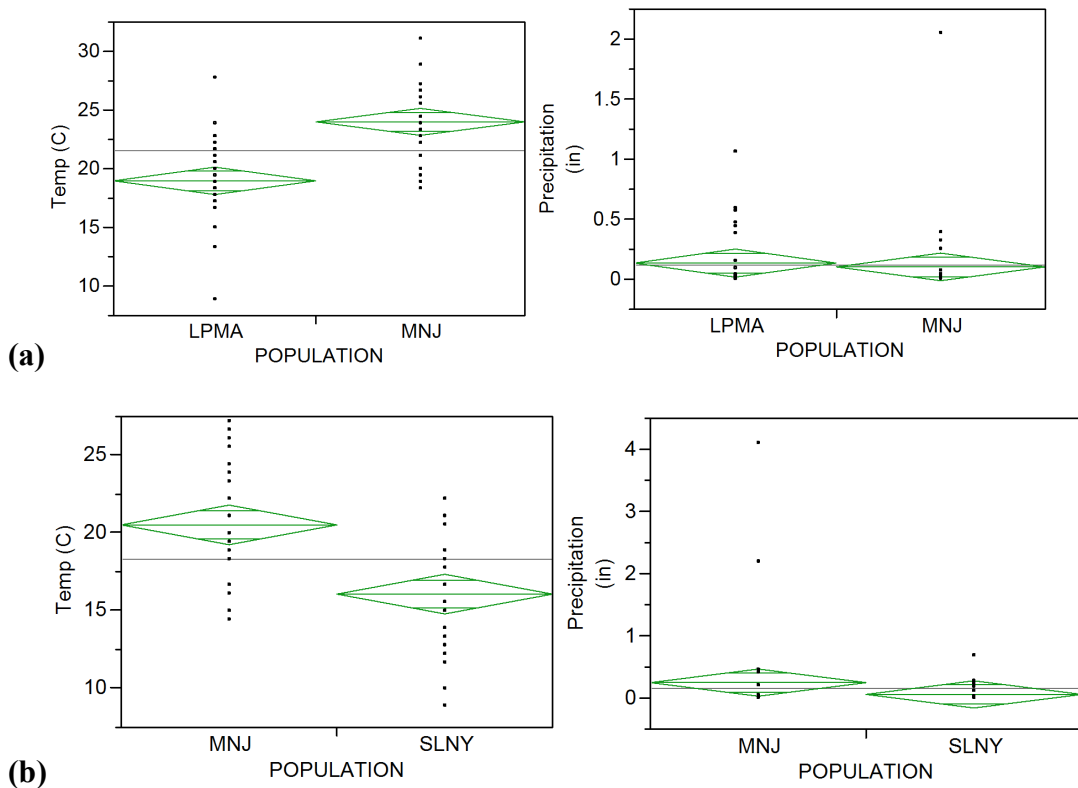 30
25
20
15
10
Temp (C)
LPMA MNJ
POPULATION
2
1.5
1
0.5
0
Precipitation
(in)
LPMA MNJ
POPULATION
(a)
25
20
15
10
Temp (C)
MNJ SLNY
POPULATION
4
3
2
1
0
Precipitation
(in)
MNJ SLNY
POPULATION
(b)